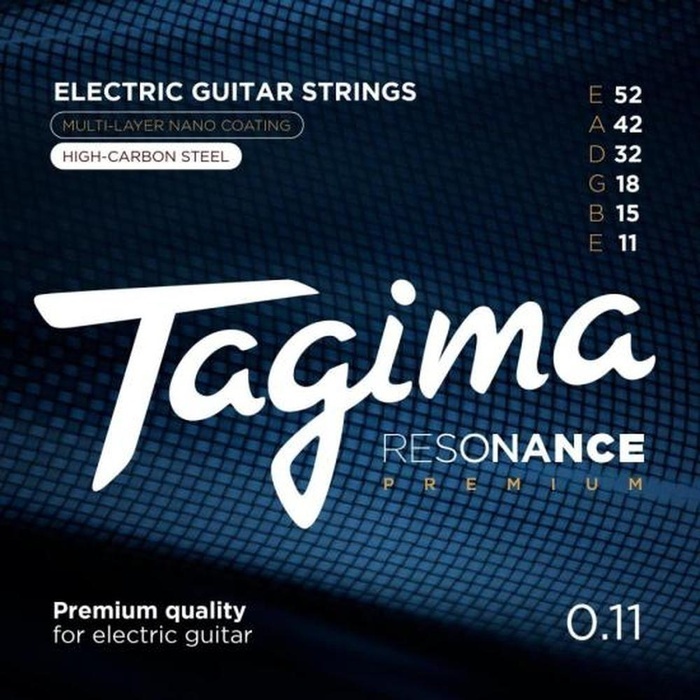 ELECTRIC GUITAR STRINGS
MULTI-LAYER NANO COATING
HIGH-CARBON STEEL
E 52
A 42
D 32
G 18
B 15
E 11
Tagima
RESONANCE
PREMIUM
Premium quality
for electric guitar
0.11